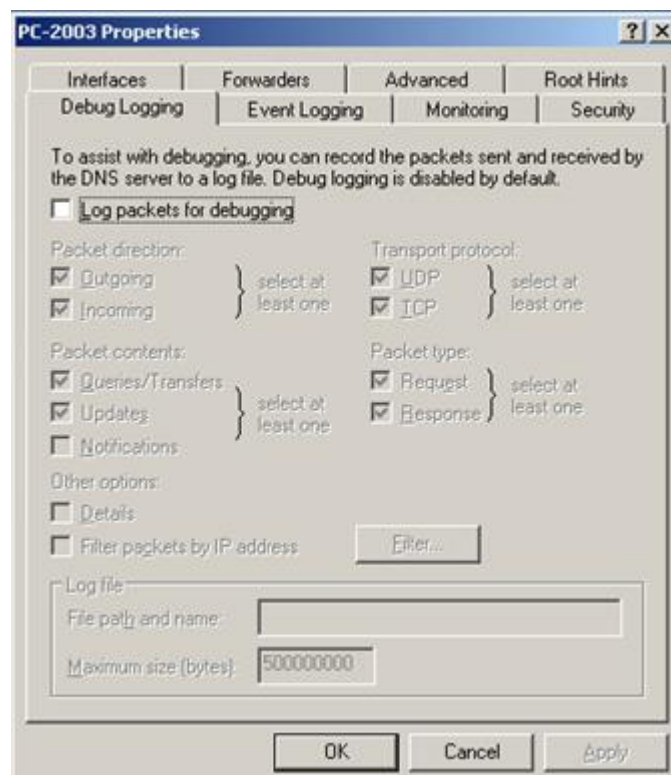 PC-2003 Properties
Interfaces Forwarders Advanced Root Hints
Debug Logging Event Logging Monitoring Security
To assist with debugging, you can record the packets sent and received by
the DNS server to a log file. Debug logging is disabled by default.
Log packets for debugging
Packet direction:
Outgoing
Incoming
select at
least one
Transport protocol:
UDP
TCP
select at
least one
Packet contents:
Queries/Transfers
Updates
Notifications
select at
least one
Packet type:
Request
Response
select at
least one
Other options:
Details
Filter packets by IP address Filter...
Log file
File path and name:
Maximum size (bytes): 500000000
OK Cancel Apply